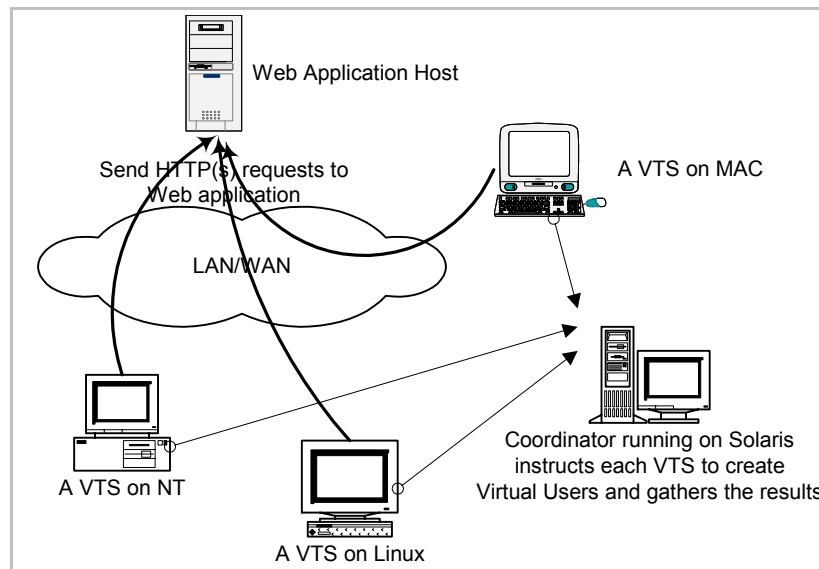 Web Application Host
Send HTTP(s) requests to
Web application
A VTS on MAC
LAN/WAN
Coordinator running on Solaris
instructs each VTS to create
Virtual Users and gathers the results
A VTS on NT
A VTS on Linux